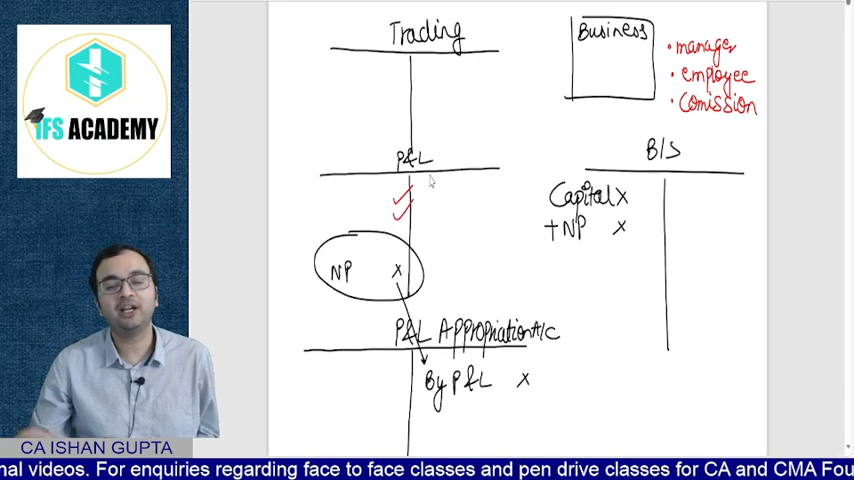 Trading
Business
• manager
• employee
• Comission
IFS ACADEMY
P&L
B/S
Capital x
+NP x
NP x
P&L Appropriation A/C
By P&L x
CA ISHAN GUPTA
nal videos. For enquiries regarding face to face classes and pen drive classes for CA and CMA Fou